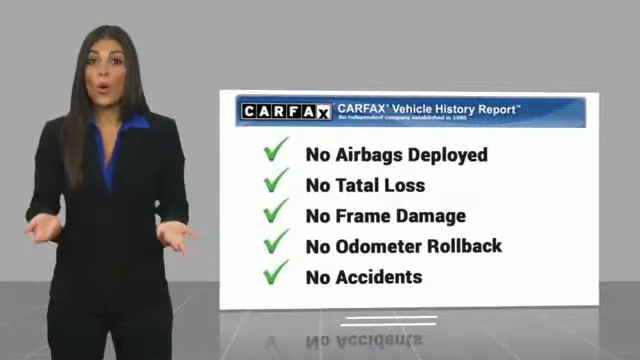 CARFAX CARFAX® Vehicle History Report™
An independent company established in 1986
No Airbags Deployed
No Tatal Loss
No Frame Damage
No Odometer Rollback
No Accidents